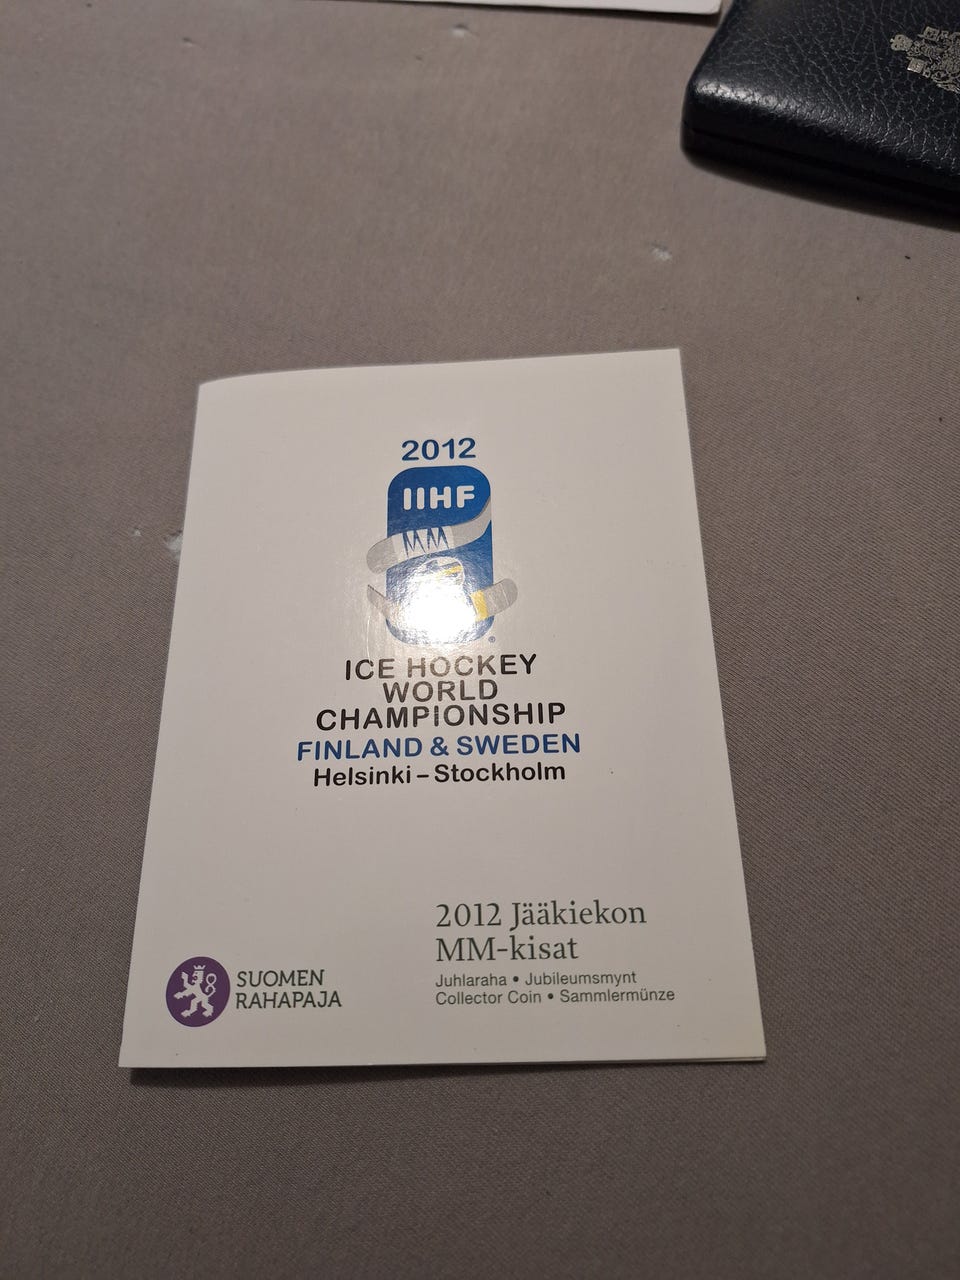 2012
IIHF
MM
®
ICE HOCKEY
WORLD
CHAMPIONSHIP
FINLAND & SWEDEN
Helsinki – Stockholm
2012 Jääkiekon
MM-kisat
Juhlaraha • Jubileumsmynt
Collector Coin • Sammlermünze
SUOMEN
RAHAPAJA